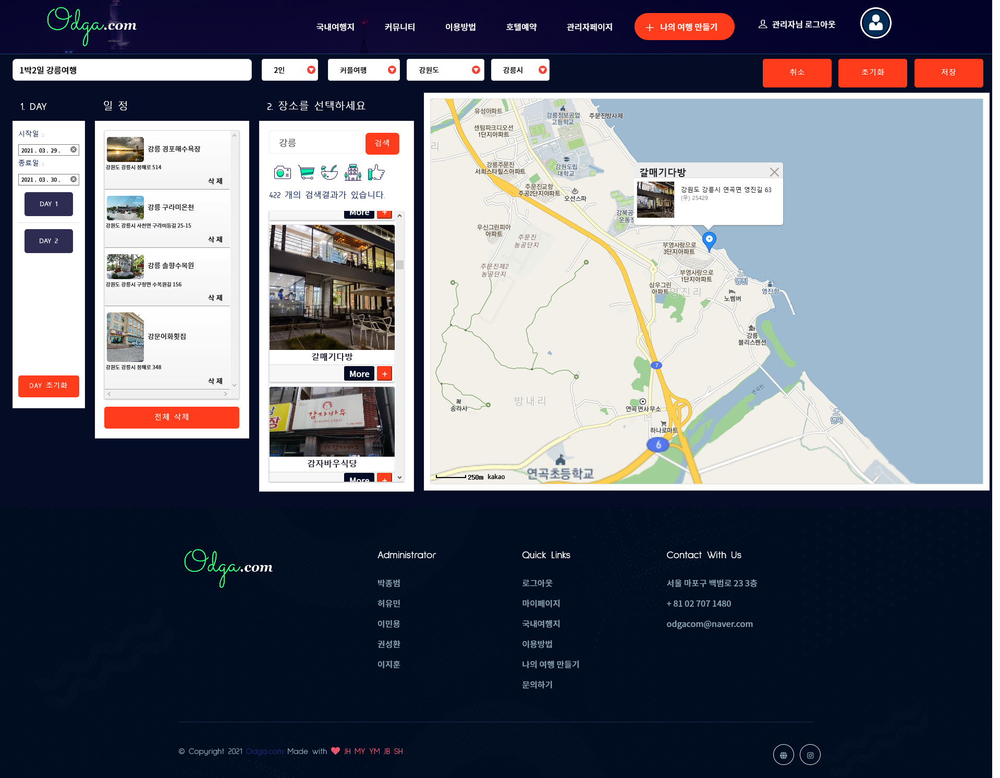 Odga.com
국내여행지
커뮤니티
이용방법
호텔예약
관리자페이지
+ 나의 여행 만들기
관리자님 로그아웃
1박2일 강릉여행
2인
커플여행
강원도
강릉시
취소
초기화
저장
1. DAY
시작일 :
2021. 03. 29.
종료일 :
2021. 03. 30.
DAY 1
DAY 2
DAY 초기화
일 정
강릉 경포해수욕장
강원도 강릉시 창해로 514
삭 제
강릉 구라미온천
강원도 강릉시 사천면 구라미등길 25-15
삭 제
강릉 솔향수목원
강원도 강릉시 구정면 수목원길 156
삭 제
강문어화횟집
강원도 강릉시 창해로 348
삭 제
전체 삭제
2. 장소를 선택하세요
강릉
검색
422 개의 검색결과가 있습니다.
More +
갈매기다방
More +
감자바우
감자바우
감자바우식당
More +
유성아파트
강릉정보공업
고등학교
주문진방사제
센텀파크디오션
1단지아파트
리
강릉주문진
서희스타힐스아파트
강원도립
대학교
주문진교항
주공2단지아파트
오션스파
갈매기다방
강원도 강릉시 연곡면 영진길 63
(우) 25429
강북공
운동장
우신그린피아
아파트
주문진
농공단지
부영사랑으로
3단지아파트
주문진제2
농공단지
부영사랑으로
1단지아파트
영진
삼우그린
아파트
영진리
영진항
노벰버
강릉
블리스펜션
7
연곡천
방내리
송라사
연곡면사무소
연곡
하나로마트
6
연곡초등학교
250m kakao
Odga.com
Administrator
박종범
허유민
이민용
권성환
이지훈
Quick Links
로그아웃
마이페이지
국내여행지
이용방법
나의 여행 만들기
문의하기
Contact With Us
서울 마포구 백범로 23 3층
+ 81 02 707 1480
odgacom@naver.com
© Copyright 2021 Odga.com Made with JH MY YM JB SH